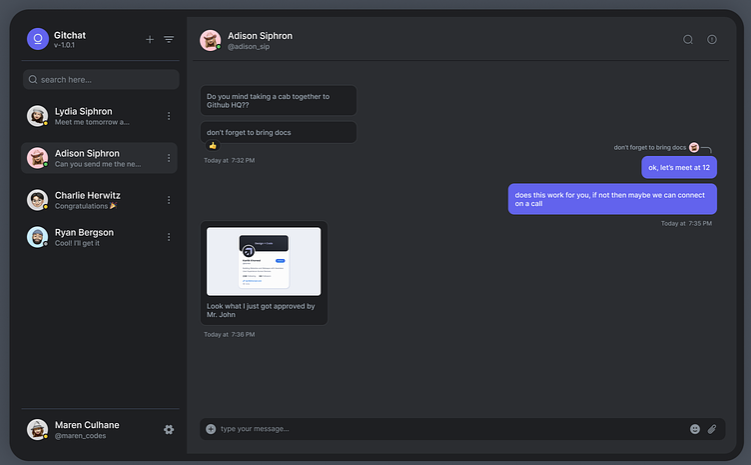 Gitchat
v-1.0.1
search here...
Lydia Siphron
Meet me tomorrow a...
Adison Siphron
Can you send me the ne...
Charlie Herwitz
Congratulations 🎉
Ryan Bergson
Cool! I'll get it
Maren Culhane
@maren_codes
Adison Siphron
@adison_sip
Do you mind taking a cab together to
Github HQ??
don't forget to bring docs
👍
Today at 7:32 PM
don't forget to bring docs
ok, let's meet at 12
does this work for you, if not then maybe we can connect
on a call
Today at 7:35 PM
Look what I just got approved by
Mr. John
Today at 7:36 PM
type your message...